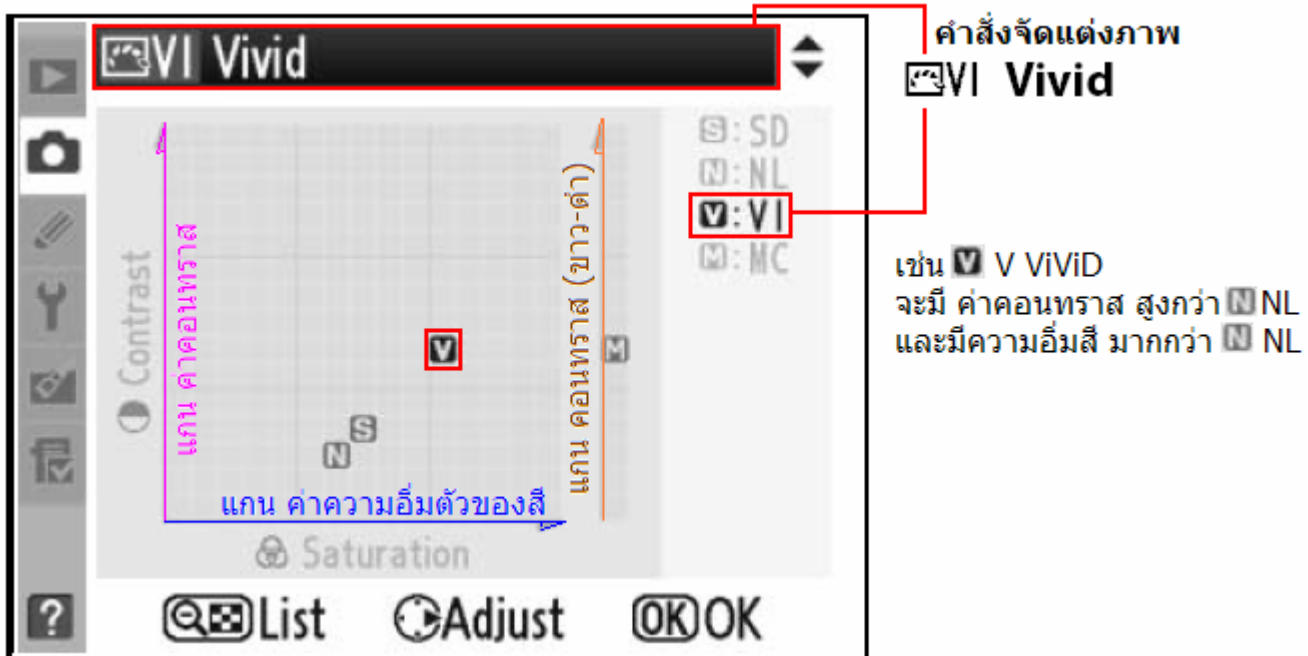 VI Vivid
คำสั่งจัดแต่งภาพ
VI Vivid
S: SD
N: NL
V: VI
M: MC
เช่น V V ViViD
จะมี ค่าคอนทราส สูงกว่า N NL
และมีความอิ่มสี มากกว่า N NL
Contrast
แกน ค่าคอนทราส
แกน คอนทราส (ขาว-ดำ)
V
M
S
N
แกน ค่าความอิ่มตัวของสี
Saturation
?
List
Adjust
OK OK